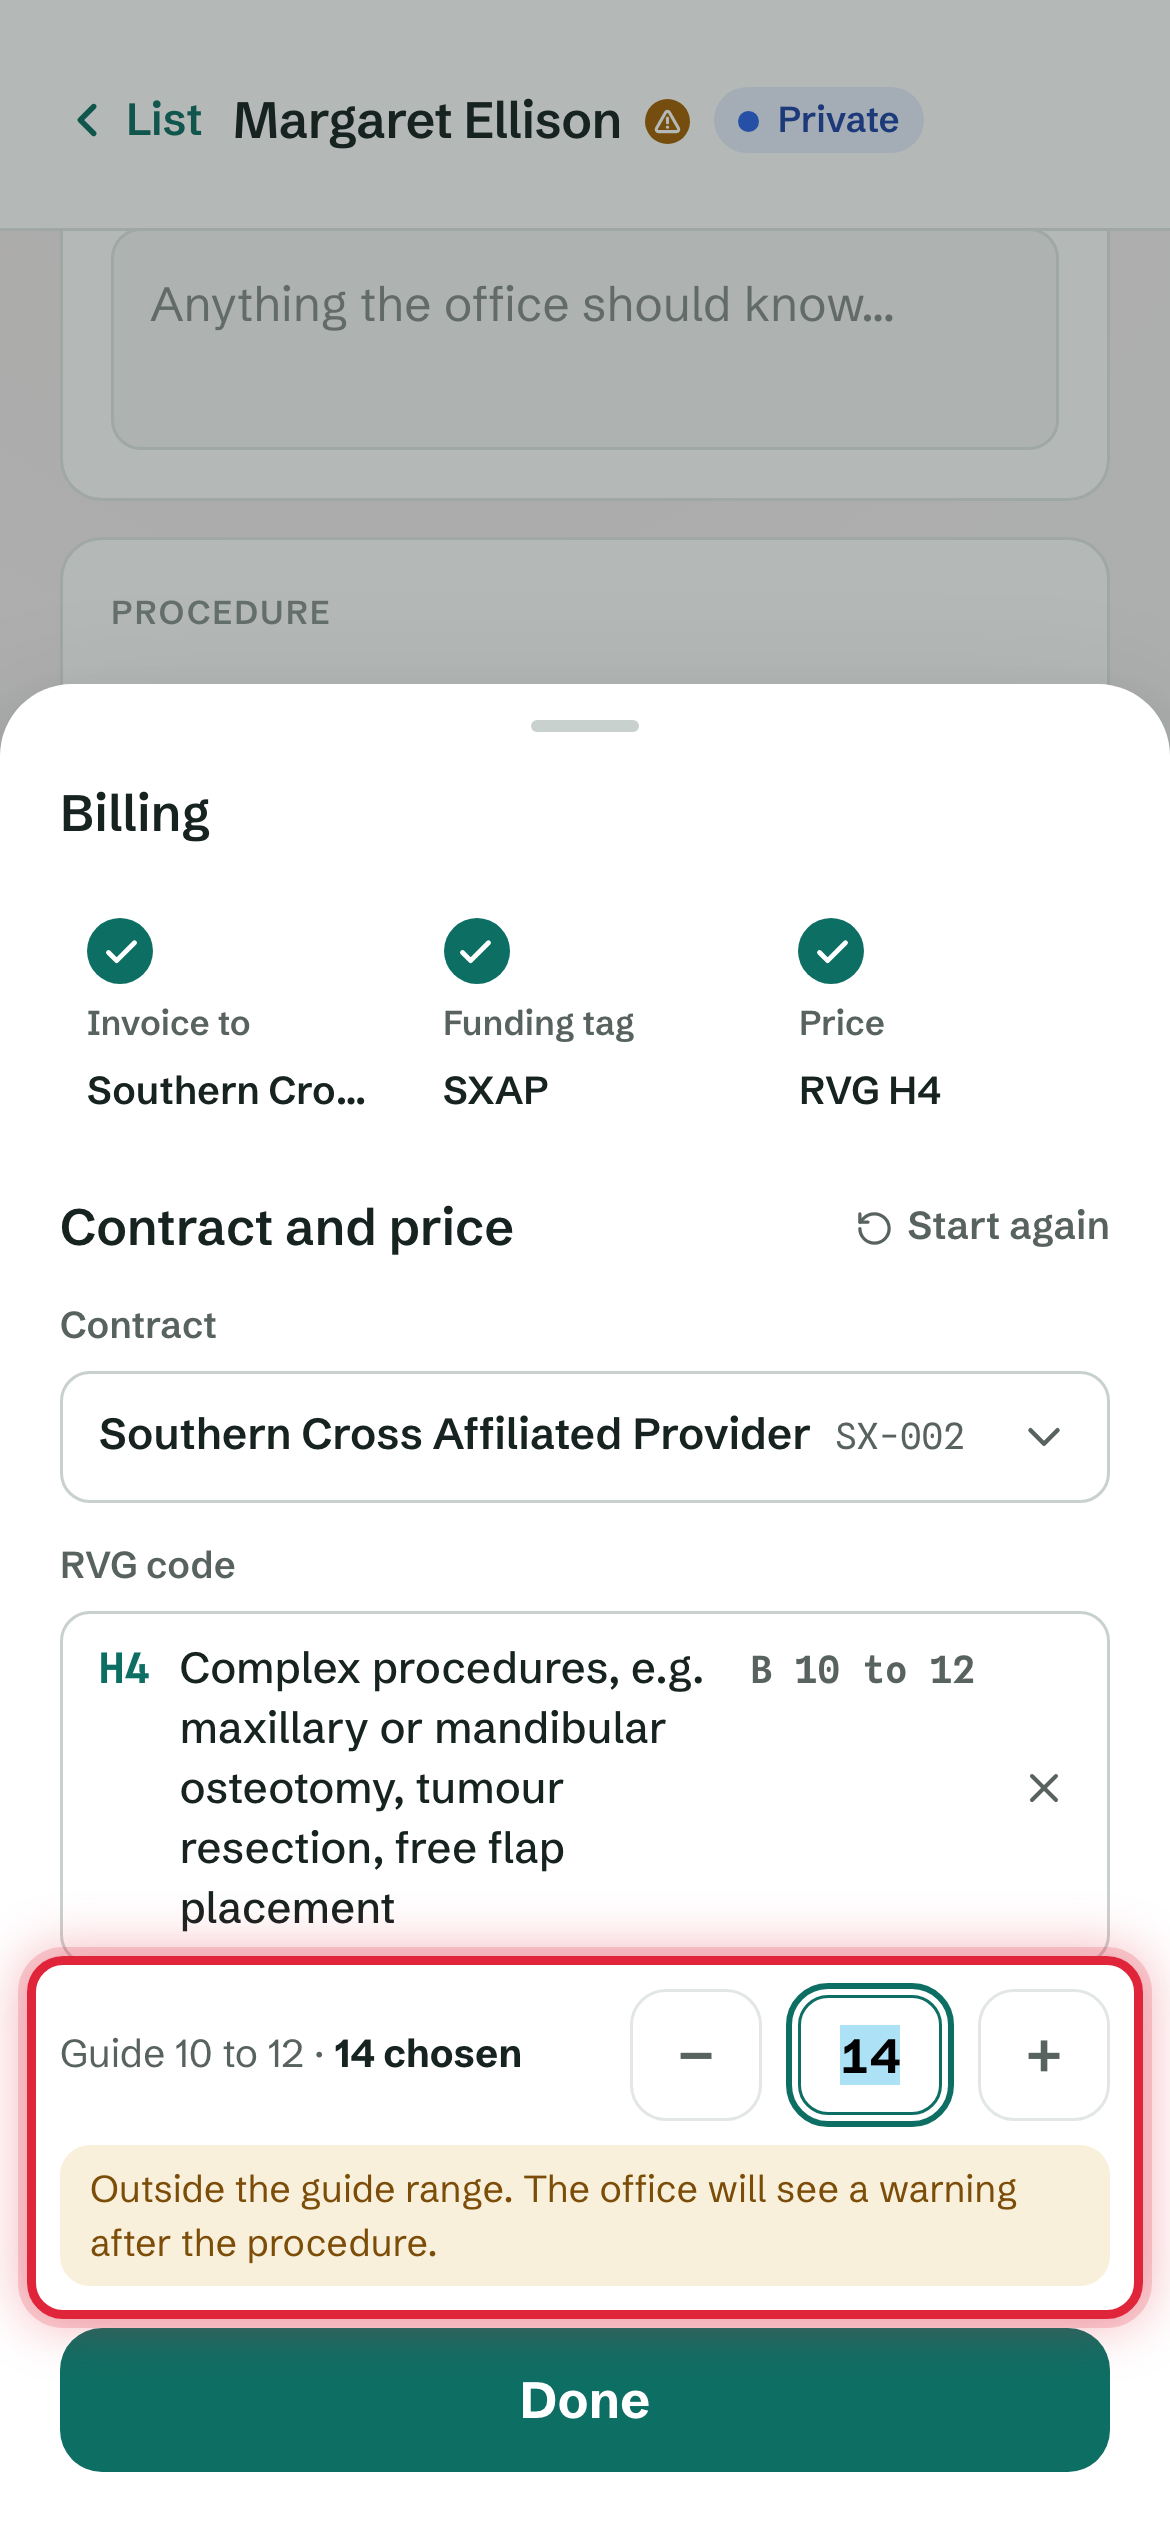 List Margaret Ellison Private
Anything the office should know...
PROCEDURE
Billing
Invoice to Funding tag Price
Southern Cro... SXAP RVG H4
Contract and price Start again
Contract
Southern Cross Affiliated Provider SX-002
RVG code
H4 Complex procedures, e.g. B 10 to 12
maxillary or mandibular
osteotomy, tumour
resection, free flap
placement
Guide 10 to 12 · 14 chosen − 14 +
Outside the guide range. The office will see a warning
after the procedure.
Done